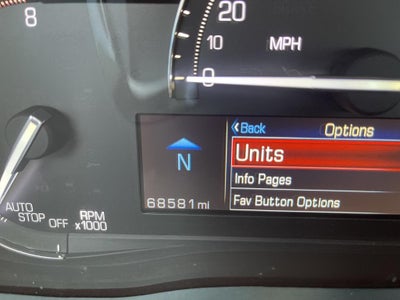 8
20
10
0
MPH
Back
Options
Units
Info Pages
Fav Button Options
N
68581 mi
AUTO
STOP
OFF
RPM
x1000